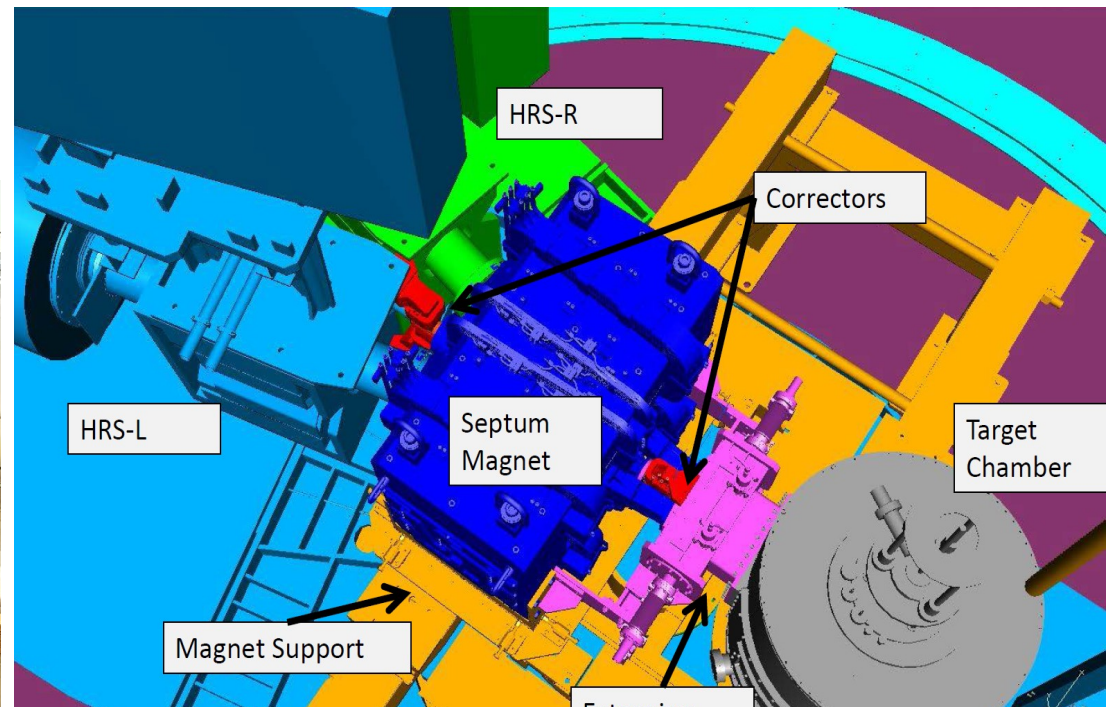 HRS-R
Correctors
HRS-L
Septum
Magnet
Target
Chamber
Magnet Support